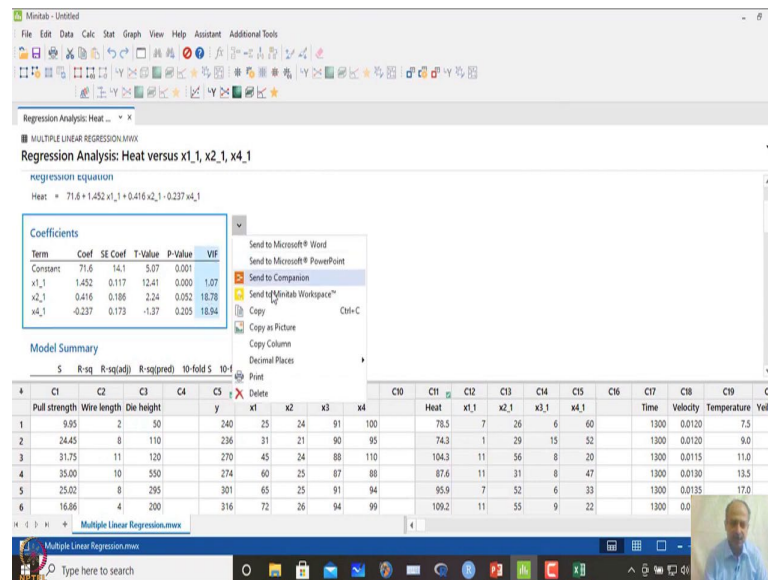 Minitab - Untitled
File Edit Data Calc Stat Graph View Help Assistant Additional Tools
Regression Analysis: Heat ...
MULTIPLE LINEAR REGRESSION.MWX
Regression Analysis: Heat versus x1_1, x2_1, x4_1
Regression Equation
Heat = 71.6 + 1.452 x1_1 + 0.416 x2_1 - 0.237 x4_1
Coefficients
Term Coef SE Coef T-Value P-Value VIF
Constant 71.6 14.1 5.07 0.001
x1_1 1.452 0.117 12.41 0.000 1.07
x2_1 0.416 0.186 2.24 0.052 18.78
x4_1 -0.237 0.173 -1.37 0.205 18.94
Model Summary
S R-sq R-sq(adj) R-sq(pred) 10-fold S 10-f
Send to Microsoft® Word
Send to Microsoft® PowerPoint
Send to Companion
Send to Minitab Workspace™
Copy Ctrl+C
Copy as Picture
Copy Column
Decimal Places
Print
Delete
C1 C2 C3 C4 C5 C10 C11 C12 C13 C14 C15 C16 C17 C18 C19
Pull strength Wire length Die height y x1 x2 x3 x4 Heat x1_1 x2_1 x3_1 x4_1 Time Velocity Temperature Yeil
1 9.95 2 50 240 25 24 91 100 78.5 7 26 6 60 1300 0.0120 7.5
2 24.45 8 110 236 31 21 90 95 74.3 1 29 15 52 1300 0.0120 9.0
3 31.75 11 120 270 45 24 88 110 104.3 11 56 8 20 1300 0.0115 11.0
4 35.00 10 550 274 60 25 87 88 87.6 11 31 8 47 1300 0.0130 13.5
5 25.02 8 295 301 65 25 91 94 95.9 7 52 6 33 1300 0.0135 17.0
6 16.86 4 200 316 72 26 94 99 109.2 11 55 9 22 1300 0.0
Multiple Linear Regression.mwx
Multiple Linear Regression.mwx
Type here to search
NPTEL